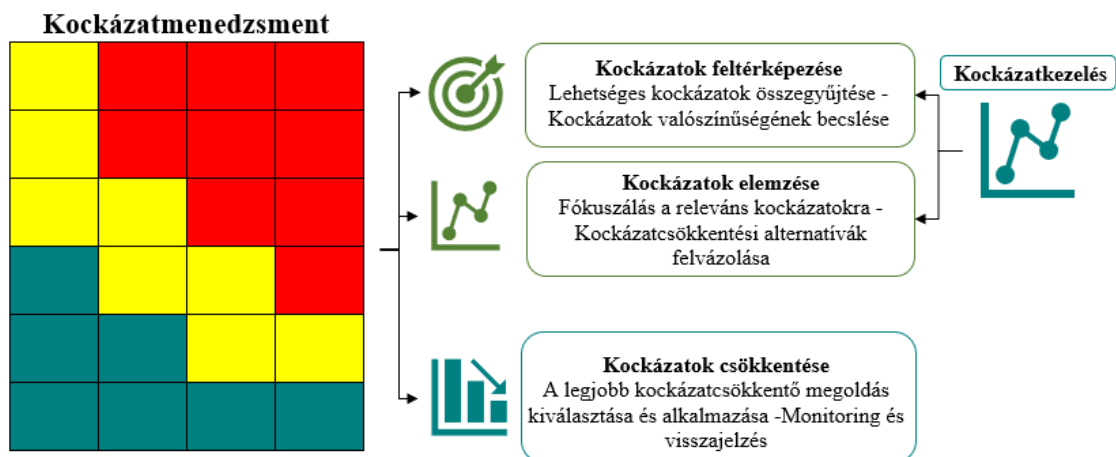 Kockázatmenedzsment
Kockázatok feltérképezése
Lehetséges kockázatok összegyűjtése -
Kockázatok valószínűségének becslése
Kockázatkezelés
Kockázatok elemzése
Fókuszálás a releváns kockázatokra -
Kockázatcsökkentési alternatívák
felvázolása
Kockázatok csökkentése
A legjobb kockázatcsökkentő megoldás
kiválasztása és alkalmazása -Monitoring és
visszajelzés